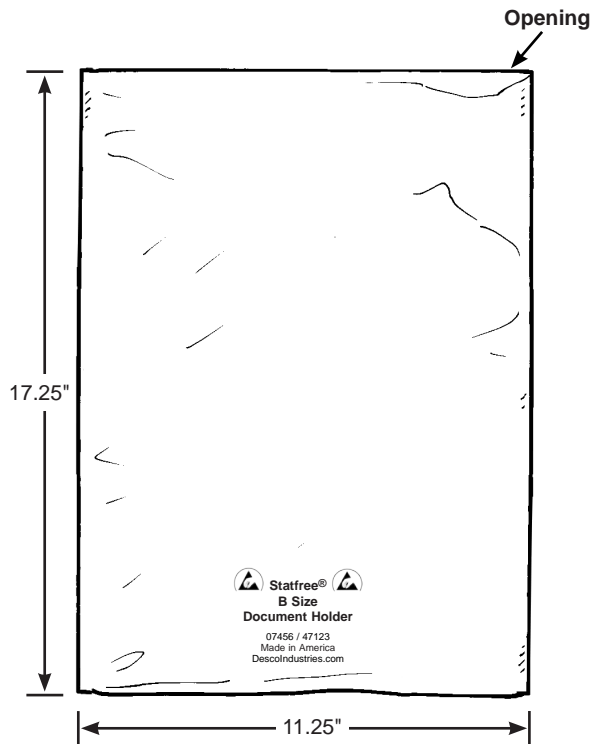 Opening
17.25"
Statfree®
B Size
Document Holder
07456 / 47123
Made in America
DescoIndustries.com
11.25"